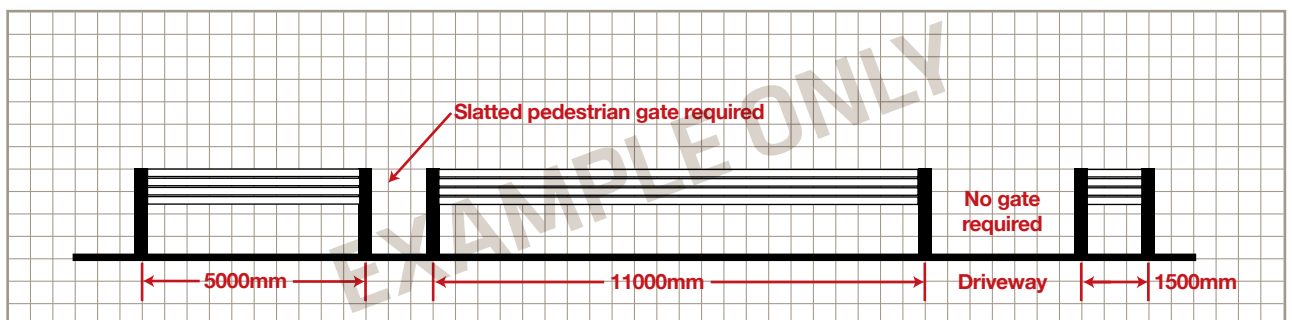 EXAMPLE ONLY
Slatted pedestrian gate required
No gate
required
5000mm
11000mm
Driveway
1500mm